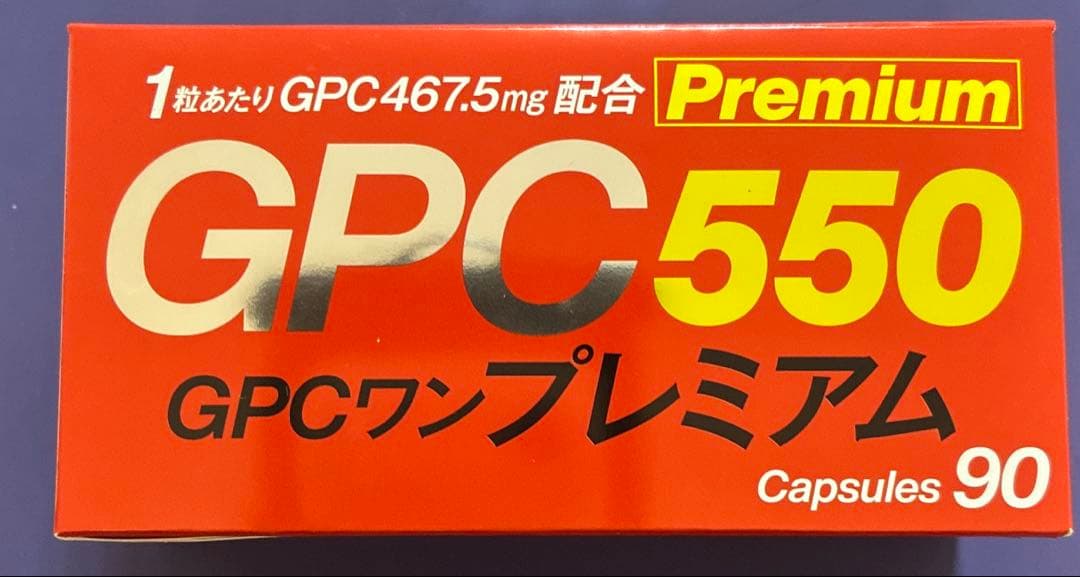 1粒あたりGPC467.5mg配合 Premium
GPC550
GPCワンプレミアム
Capsules 90